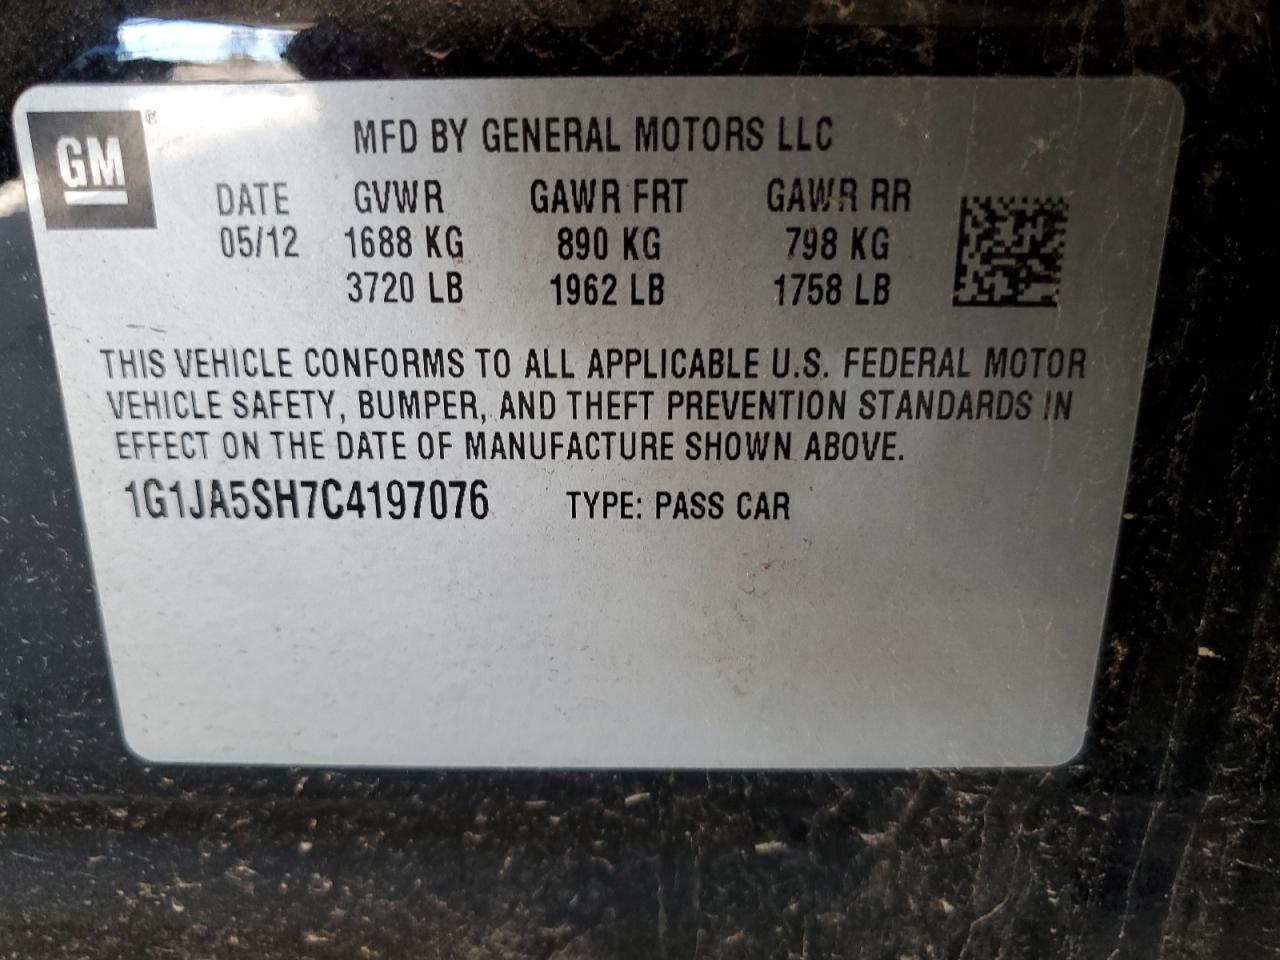 GM®
MFD BY GENERAL MOTORS LLC
DATE GVWR GAWR FRT GAWR RR
05/12 1688 KG 890 KG 798 KG
3720 LB 1962 LB 1758 LB
THIS VEHICLE CONFORMS TO ALL APPLICABLE U.S. FEDERAL MOTOR
VEHICLE SAFETY, BUMPER, AND THEFT PREVENTION STANDARDS IN
EFFECT ON THE DATE OF MANUFACTURE SHOWN ABOVE.
1G1JA5SH7C4197076 TYPE: PASS CAR